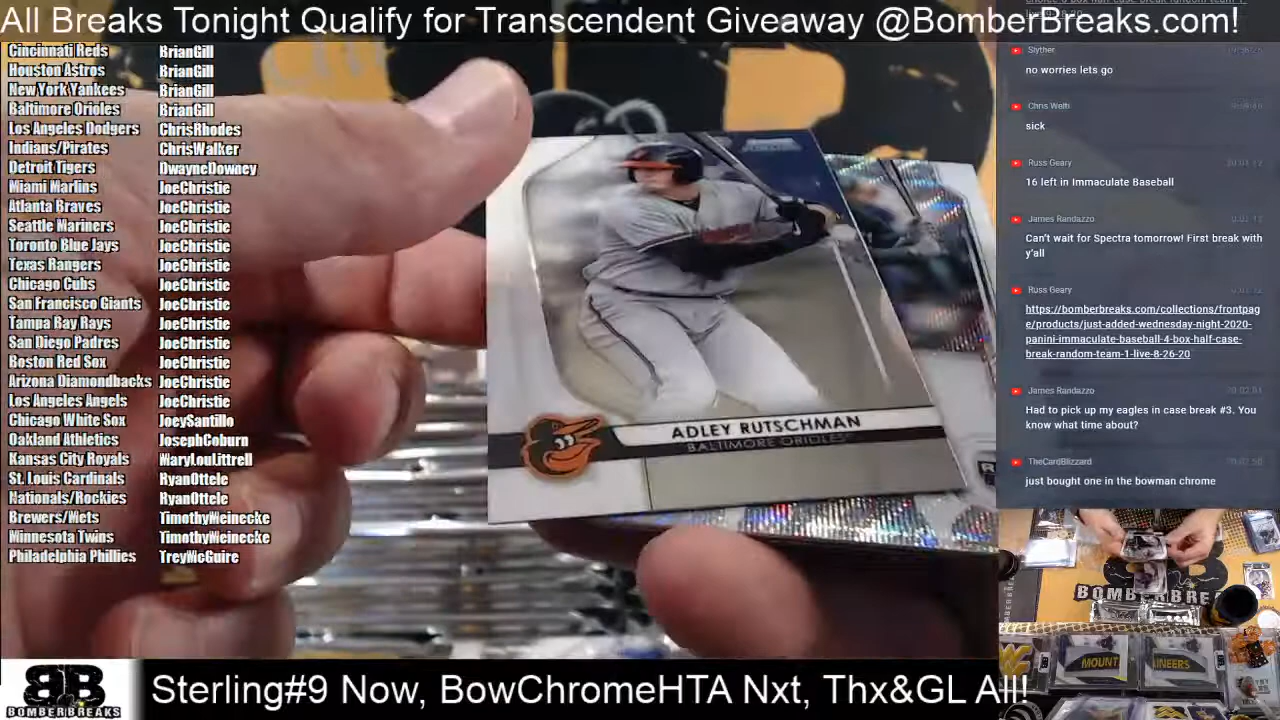 All Breaks Tonight Qualify for Transcendent Giveaway @BomberBreaks.com!
Cincinnati Reds BrianGill
Houston Astros BrianGill
New York Yankees BrianGill
Baltimore Orioles BrianGill
Los Angeles Dodgers ChrisRhodes
Indians/Pirates ChrisWalker
Detroit Tigers DwayneDowney
Miami Marlins JoeChristie
Atlanta Braves JoeChristie
Seattle Mariners JoeChristie
Toronto Blue Jays JoeChristie
Texas Rangers JoeChristie
Chicago Cubs JoeChristie
San Francisco Giants JoeChristie
Tampa Ray Rays JoeChristie
San Diego Padres JoeChristie
Boston Red Sox JoeChristie
Arizona Diamondbacks JoeChristie
Los Angeles Angels JoeChristie
Chicago White Sox JoeySantillo
Oakland Athletics JosephCoburn
Kansas City Royals MaryLouLittrell
St. Louis Cardinals RyanOttele
Nationals/Rockies RyanOttele
Brewers/Mets TimothyWeinecke
Minnesota Twins TimothyWeinecke
Philadelphia Phillies TreyMcGuire
ADLEY RUTSCHMAN
BALTIMORE ORIOLES
Slyther
no worries lets go
Chris Welti
sick
Russ Geary
16 left in Immaculate Baseball
James Randazzo
Can't wait for Spectra tomorrow! First break with
y'all
Russ Geary
https://bomberbreaks.com/collections/frontpag
e/products/just-added-wednesday-night-2020-
panini-immaculate-baseball-4-box-half-case-
break-random-team-1-live-8-26-20
James Randazzo
Had to pick up my eagles in case break #3. You
know what time about?
TheCardBlizzard
just bought one in the bowman chrome
BOMBERBREAKS
MOUNT
AINEERS
BOMBERBREAKS
Sterling#9 Now, BowChromeHTA Nxt, Thx&GL All!